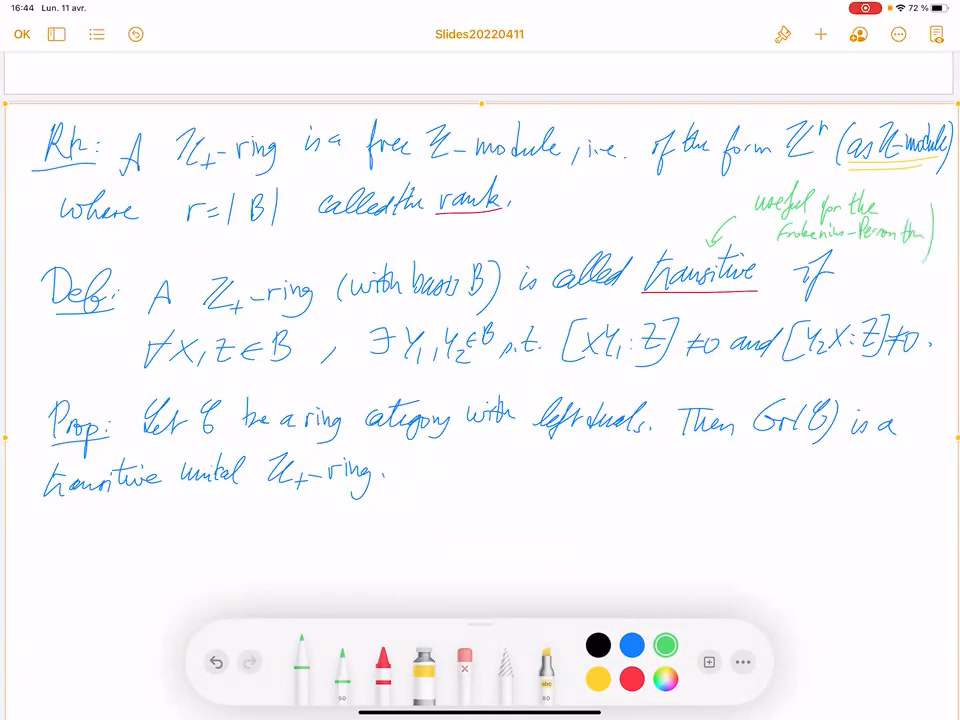 16:44 Lun. 11 avr. 72 %
OK Slides20220411
Rk: A ℤ₊-ring is a free ℤ-module, i.e. of the form ℤʳ (as ℤ-module)
where r = |B| called the rank.
useful for the
Frobenius-Perron thm)
Def: A ℤ₊-ring (with basis B) is called transitive if
∀ X, Z ∈ B, ∃ Y₁, Y₂ ∈ B s.t. [XY₁ : Z] ≠ 0 and [Y₂X : Z] ≠ 0.
Prop: Let 𝒞 be a ring category with left duals. Then Gr(𝒞) is a
transitive unital ℤ₊-ring.
50 80